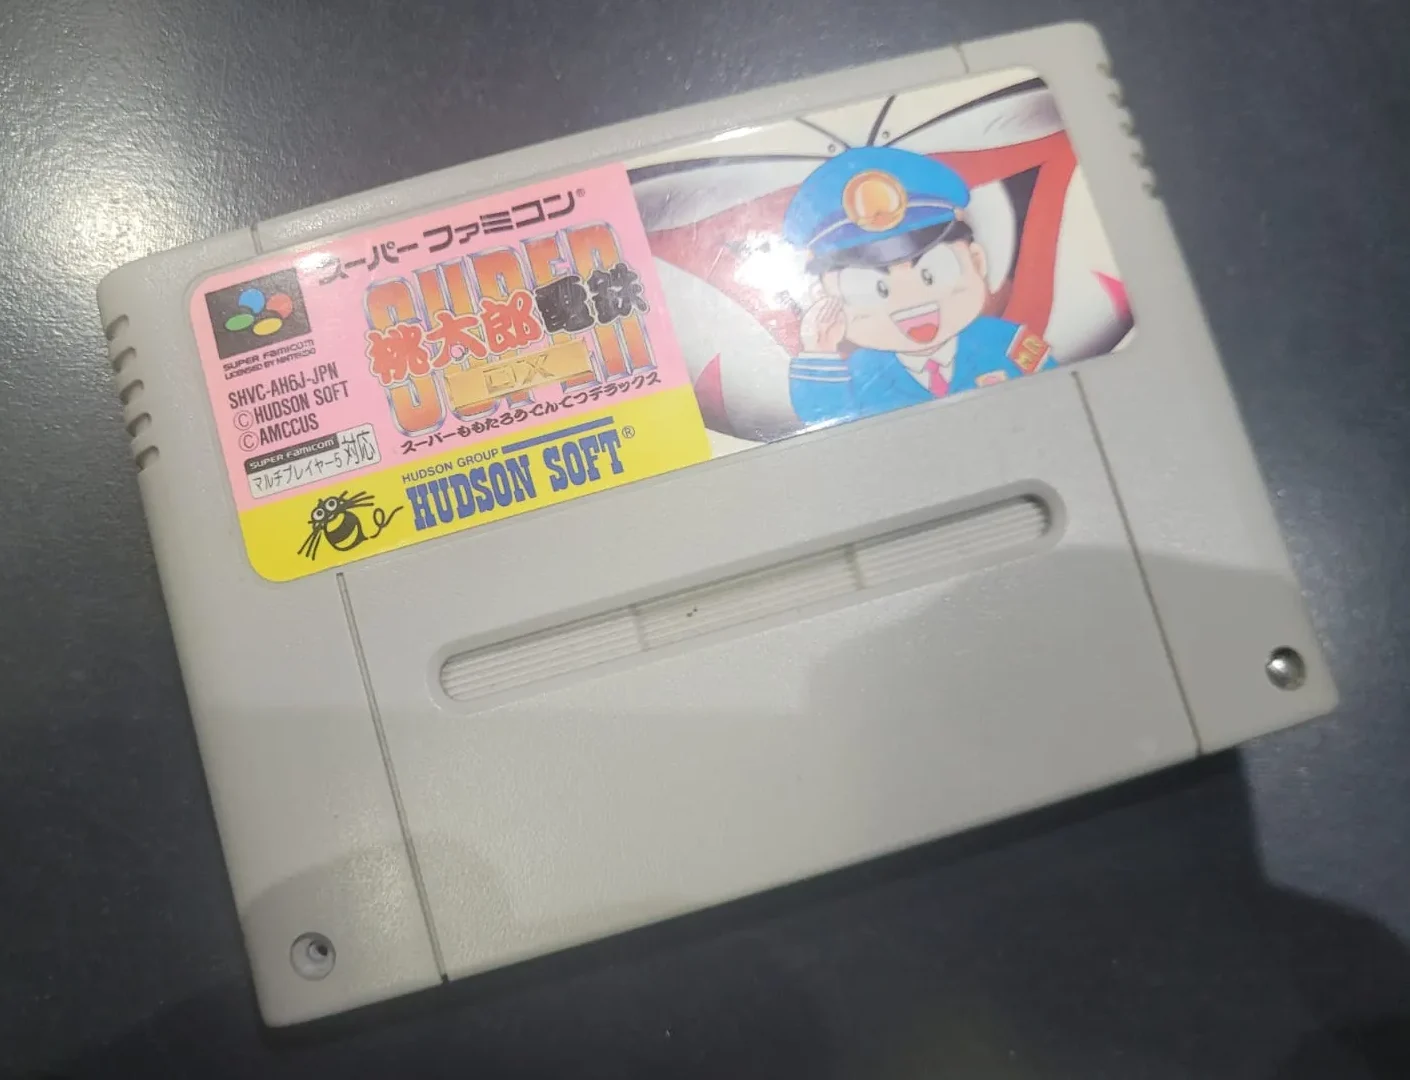 スーパーファミコン®
SUPER
桃太郎電鉄
DX
スーパーももたろうでんてつデラックス
SUPER FAMICOM
LICENSED BY NINTENDO
SHVC-AH6J-JPN
©HUDSON SOFT
©AMCCUS
SUPER FAMICOM
マルチプレイヤー5対応
HUDSON GROUP
HUDSON SOFT®